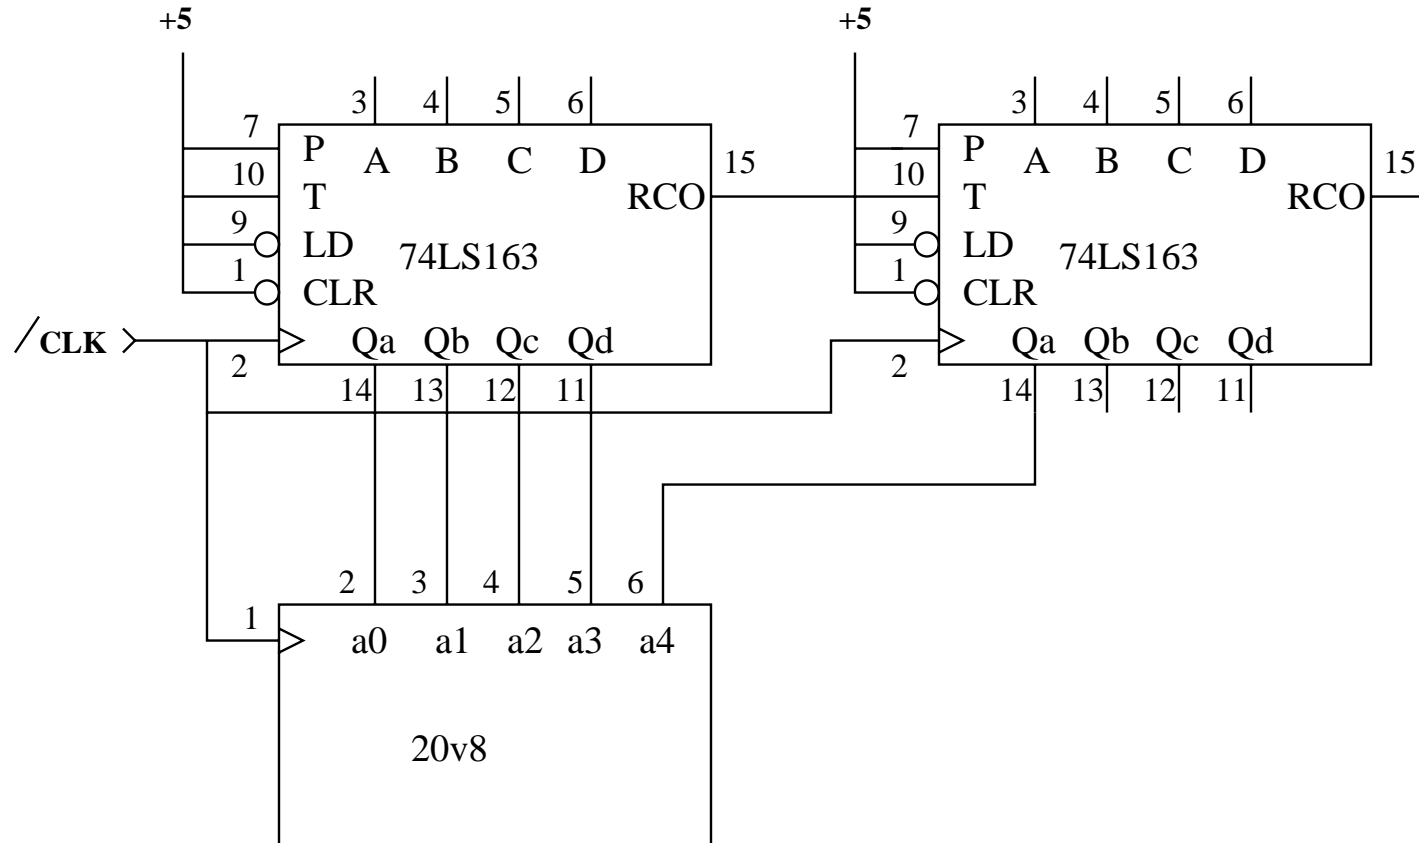 +5 +5
3 4 5 6 3 4 5 6
7 P A B C D 7 P A B C D
10 T RCO 15 10 T RCO 15
9 LD 74LS163 9 LD 74LS163
1 CLR 1 CLR
/CLK 2 Qa Qb Qc Qd 2 Qa Qb Qc Qd
14 13 12 11 14 13 12 11
2 3 4 5 6
1 a0 a1 a2 a3 a4
20v8